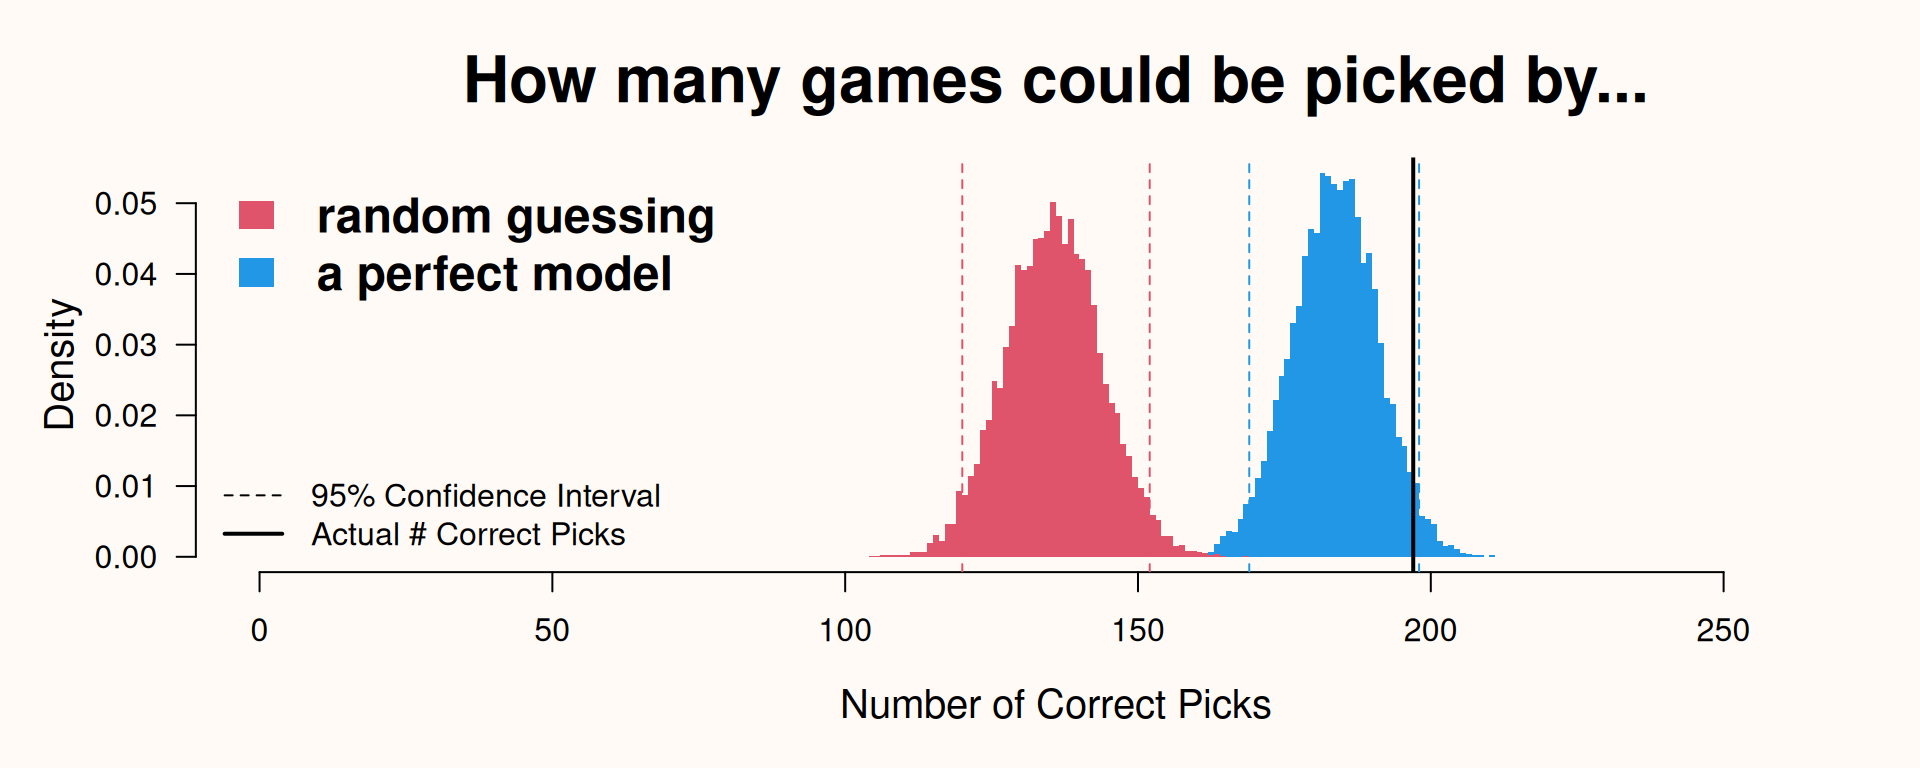 How many games could be picked by...
random guessing
a perfect model
95% Confidence Interval
Actual # Correct Picks
Density
0.05
0.04
0.03
0.02
0.01
0.00
0 50 100 150 200 250
Number of Correct Picks